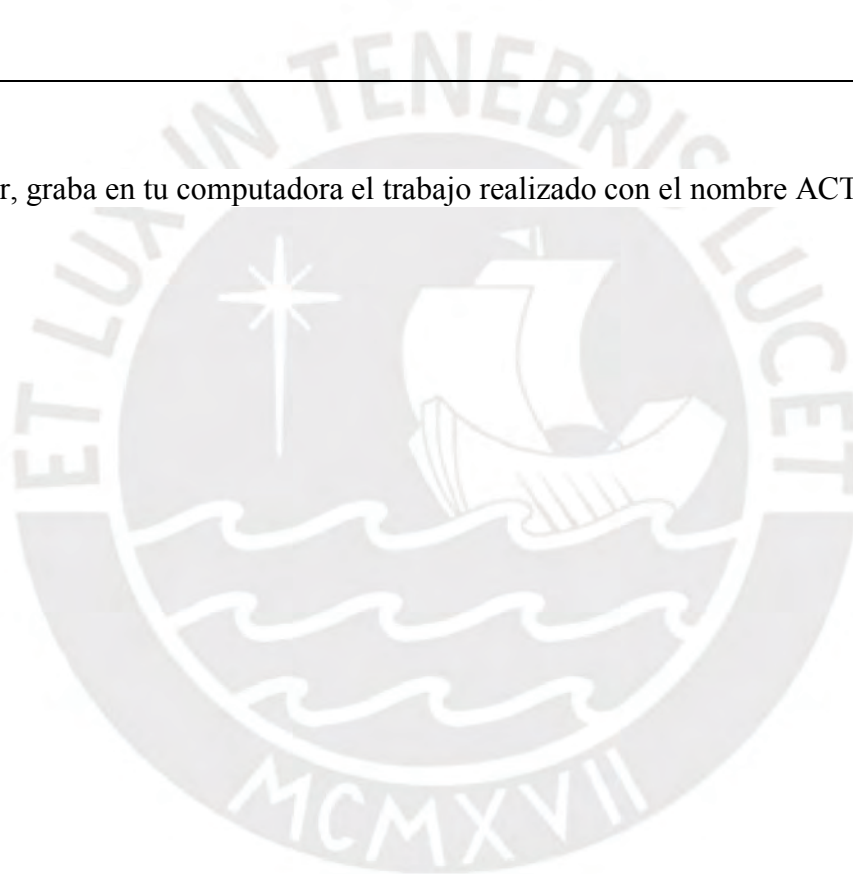 r, graba en tu computadora el trabajo realizado con el nombre ACT
ET LUX IN TENEBRIS LUCET
MCMXVII